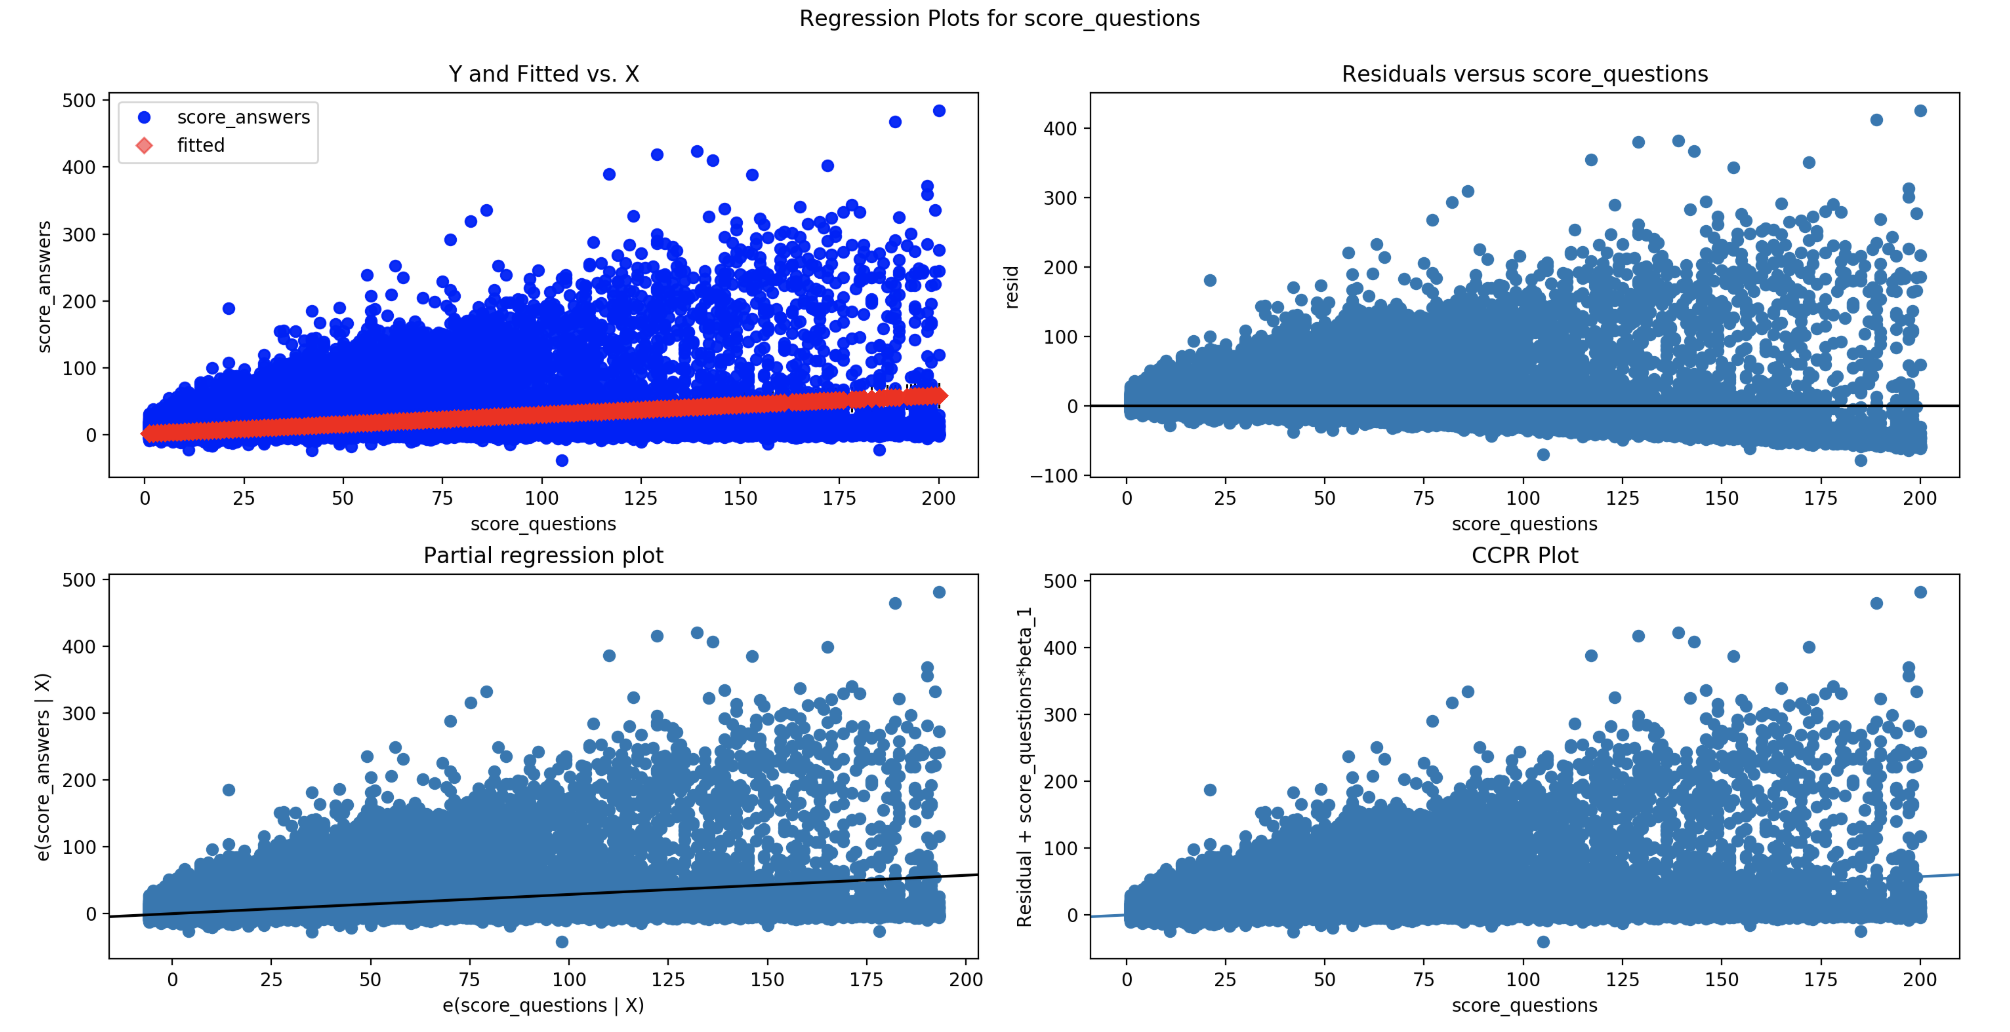 Regression Plots for score_questions
Y and Fitted vs. X
score_answers
500
400
300
200
100
0
score_answers
fitted
0 25 50 75 100 125 150 175 200
score_questions
Residuals versus score_questions
resid
400
300
200
100
0
−100
0 25 50 75 100 125 150 175 200
score_questions
Partial regression plot
e(score_answers | X)
500
400
300
200
100
0
0 25 50 75 100 125 150 175 200
e(score_questions | X)
CCPR Plot
Residual + score_questions*beta_1
500
400
300
200
100
0
0 25 50 75 100 125 150 175 200
score_questions